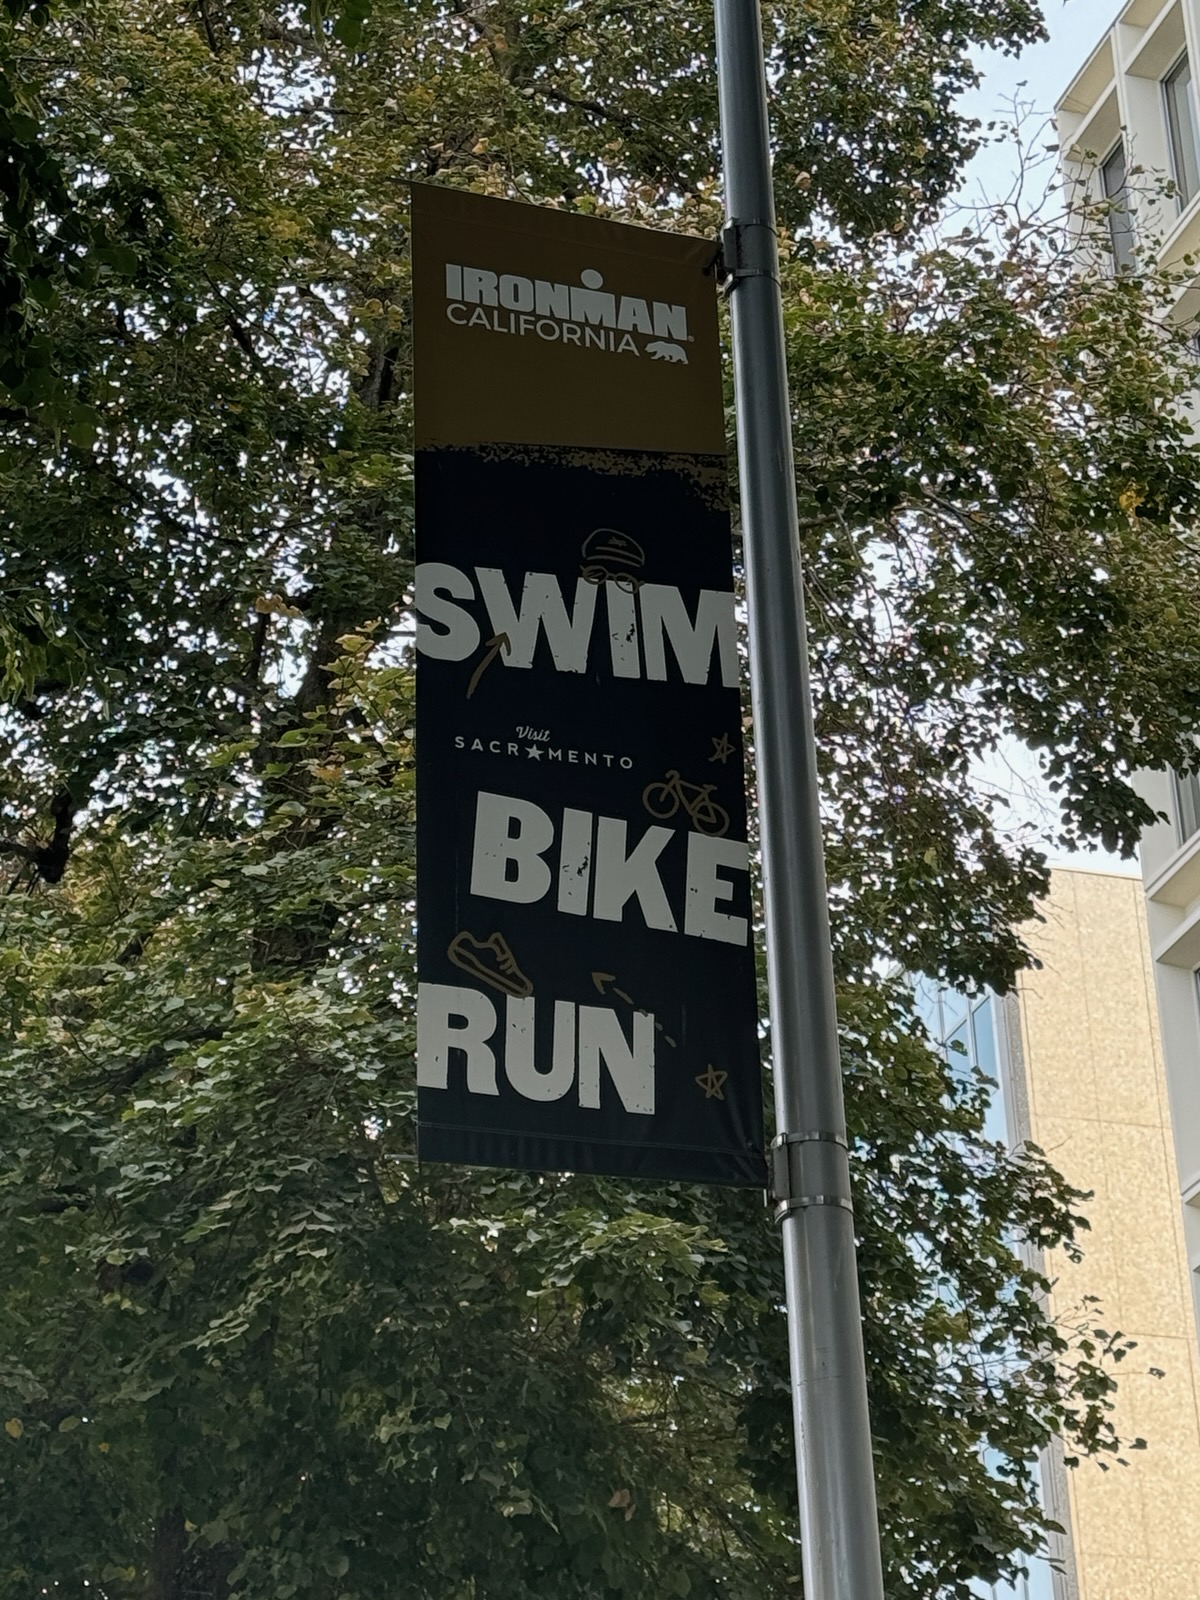 IRONMAN®
CALIFORNIA
SWIM
Visit
SACRAMENTO
BIKE
RUN